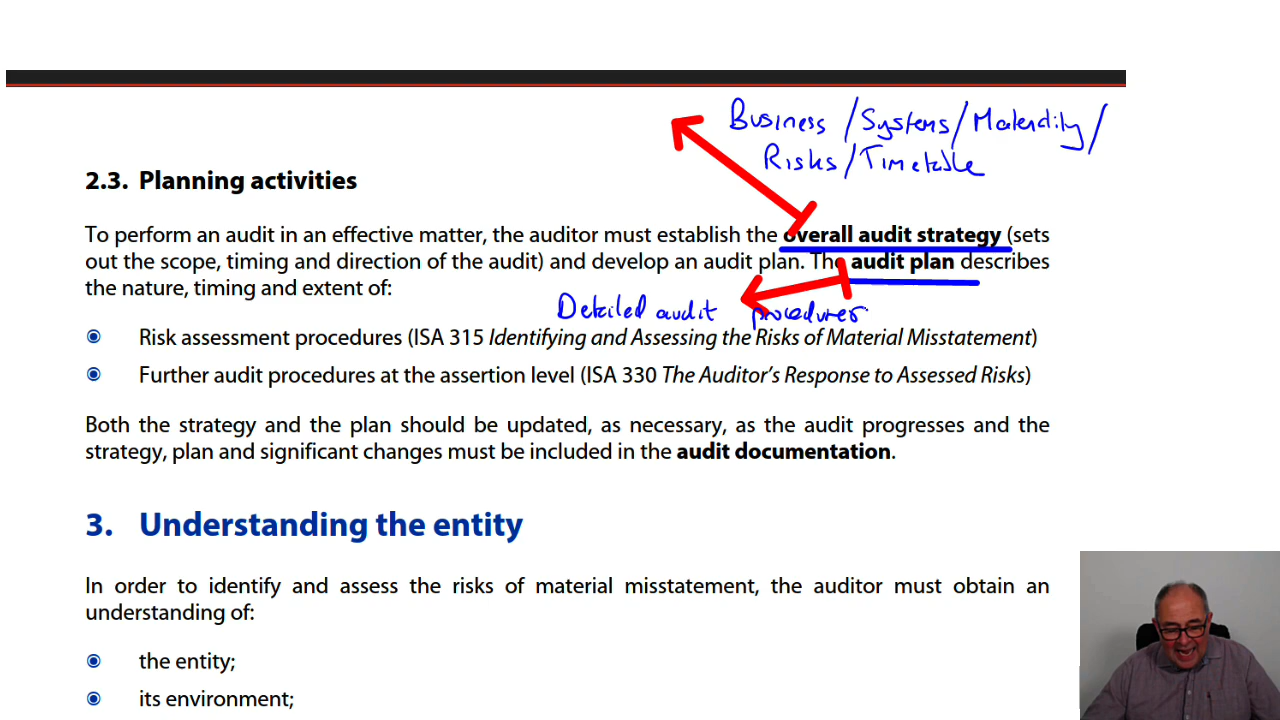 Business / Systems / Materiality /
Risks / Timetable
2.3. Planning activities
To perform an audit in an effective matter, the auditor must establish the overall audit strategy (sets
out the scope, timing and direction of the audit) and develop an audit plan. The audit plan describes
the nature, timing and extent of:
Detailed audit procedures
Risk assessment procedures (ISA 315 Identifying and Assessing the Risks of Material Misstatement)
Further audit procedures at the assertion level (ISA 330 The Auditor's Response to Assessed Risks)
Both the strategy and the plan should be updated, as necessary, as the audit progresses and the
strategy, plan and significant changes must be included in the audit documentation.
3. Understanding the entity
In order to identify and assess the risks of material misstatement, the auditor must obtain an
understanding of:
the entity;
its environment;